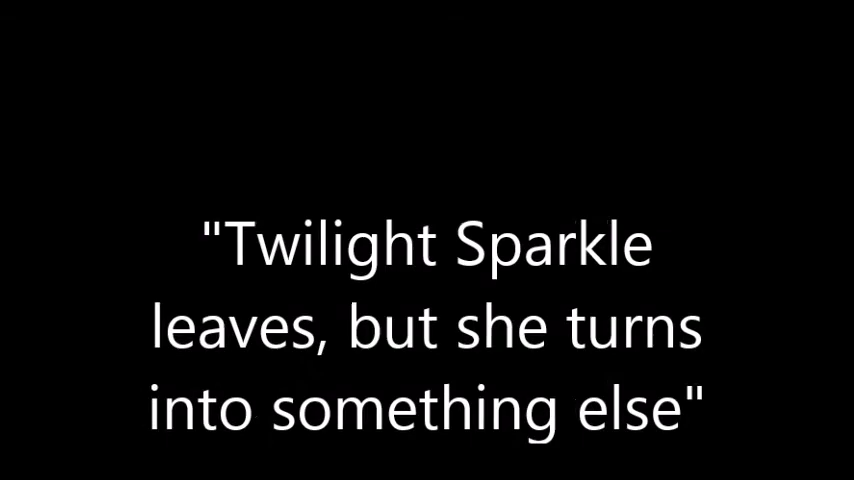 "Twilight Sparkle
leaves, but she turns
into something else"